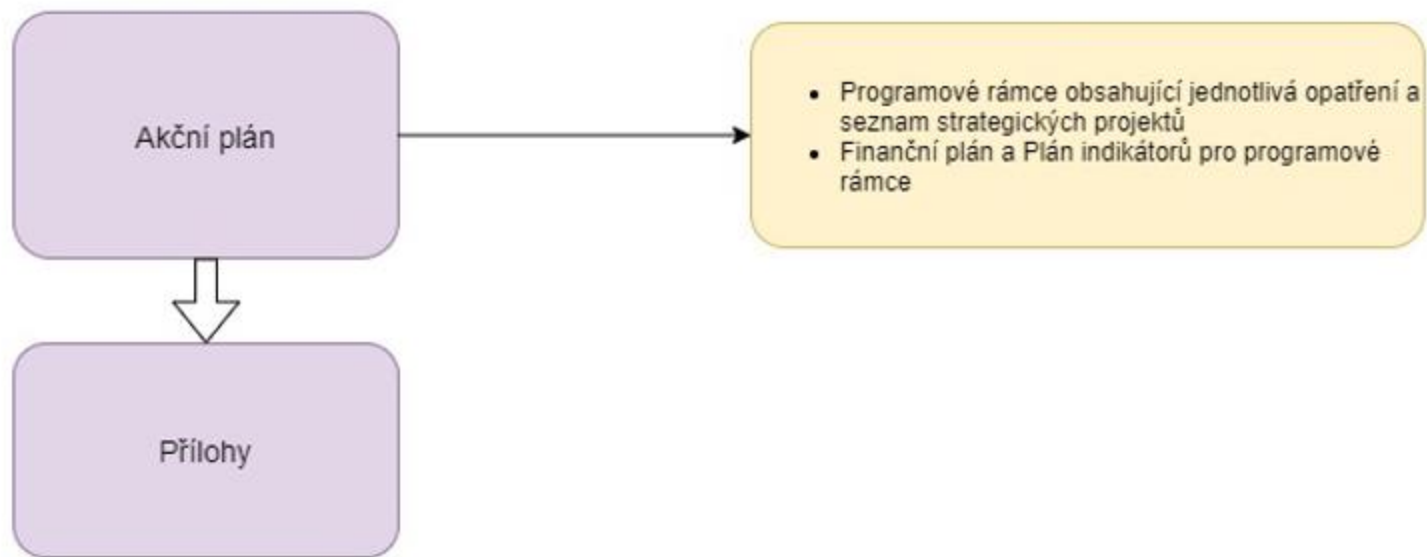 Akční plán
• Programové rámce obsahující jednotlivá opatření a
seznam strategických projektů
• Finanční plán a Plán indikátorů pro programové
rámce
Přílohy